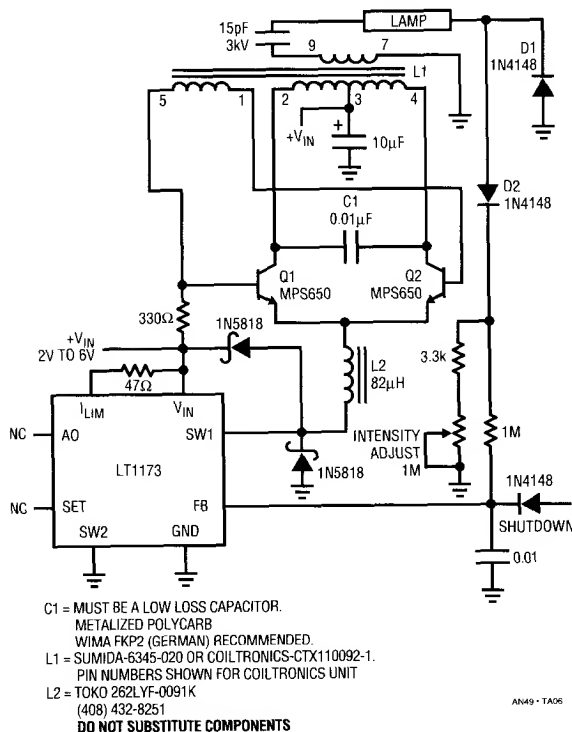 LAMP
15pF
3kV
9
7
D1
1N4148
L1
5
1
2
3
4
+VIN
+
10µF
D2
1N4148
C1
0.01µF
Q1
MPS650
Q2
MPS650
330Ω
1N5818
+VIN
2V TO 6V
47Ω
L2
82µH
3.3k
ILIM
VIN
NC
AO
SW1
INTENSITY
ADJUST
1M
1M
LT1173
1N5818
1N4148
NC
SET
FB
SHUTDOWN
SW2
GND
0.01
C1 = MUST BE A LOW LOSS CAPACITOR.
METALIZED POLYCARB
WIMA FKP2 (GERMAN) RECOMMENDED.
L1 = SUMIDA-6345-020 OR COILTRONICS-CTX110092-1.
PIN NUMBERS SHOWN FOR COILTRONICS UNIT
L2 = TOKO 262LYF-0091K
(408) 432-8251
DO NOT SUBSTITUTE COMPONENTS
AN49 • TA06